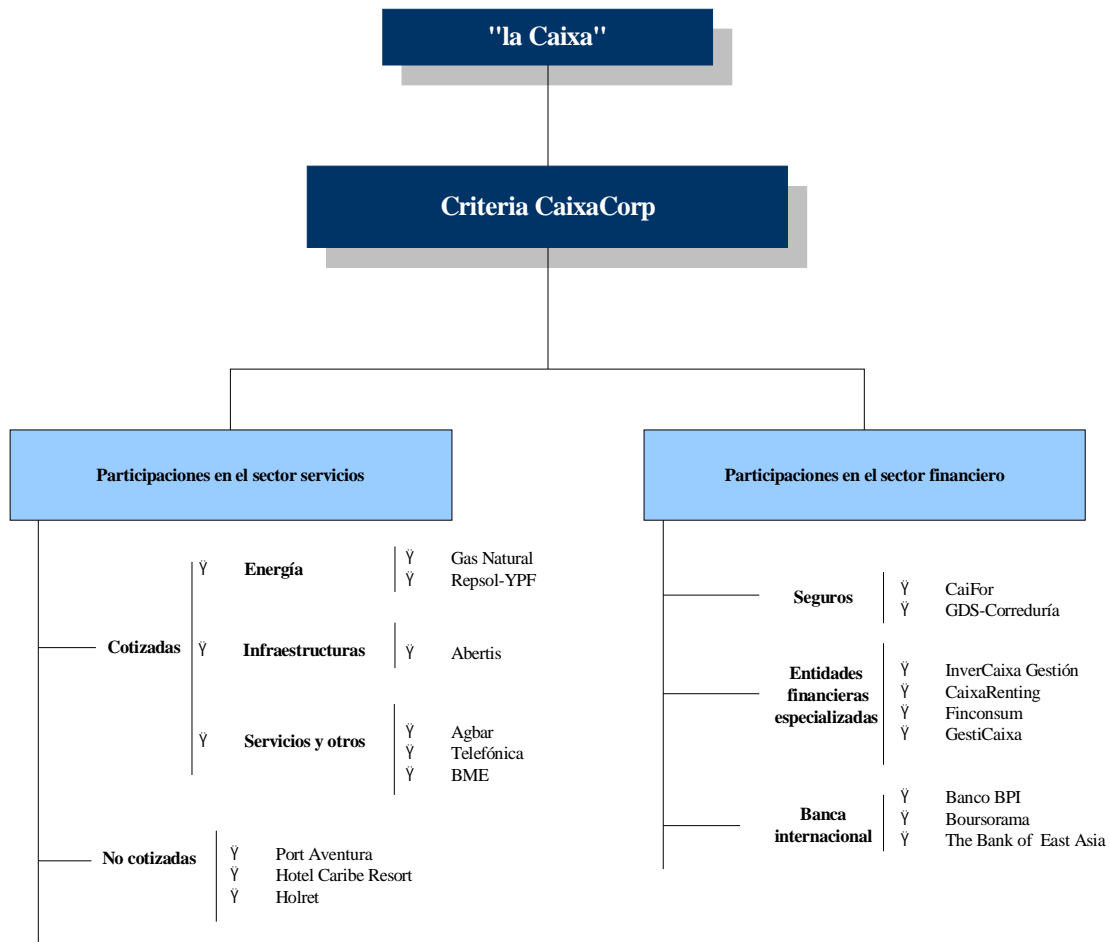 "la Caixa"
Criteria CaixaCorp
Participaciones en el sector servicios
Cotizadas
Ÿ Energía
Ÿ Gas Natural
Ÿ Repsol-YPF
Ÿ Infraestructuras
Ÿ Abertis
Ÿ Servicios y otros
Ÿ Agbar
Ÿ Telefónica
Ÿ BME
No cotizadas
Ÿ Port Aventura
Ÿ Hotel Caribe Resort
Ÿ Holret
Participaciones en el sector financiero
Seguros
Ÿ CaiFor
Ÿ GDS-Correduría
Entidades
financieras
especializadas
Ÿ InverCaixa Gestión
Ÿ CaixaRenting
Ÿ Finconsum
Ÿ GestiCaixa
Banca
internacional
Ÿ Banco BPI
Ÿ Boursorama
Ÿ The Bank of East Asia